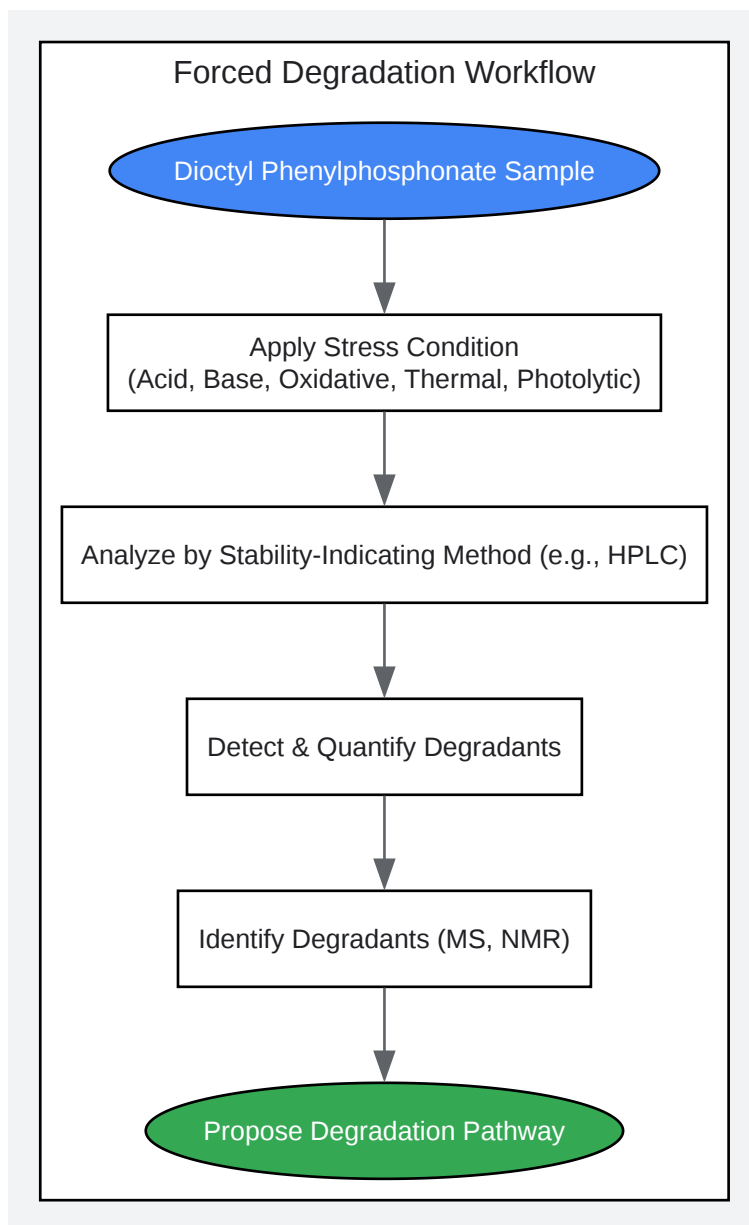 Forced Degradation Workflow
Dioctyl Phenylphosphonate Sample
Apply Stress Condition
(Acid, Base, Oxidative, Thermal, Photolytic)
Analyze by Stability-Indicating Method (e.g., HPLC)
Detect & Quantify Degradants
Identify Degradants (MS, NMR)
Propose Degradation Pathway